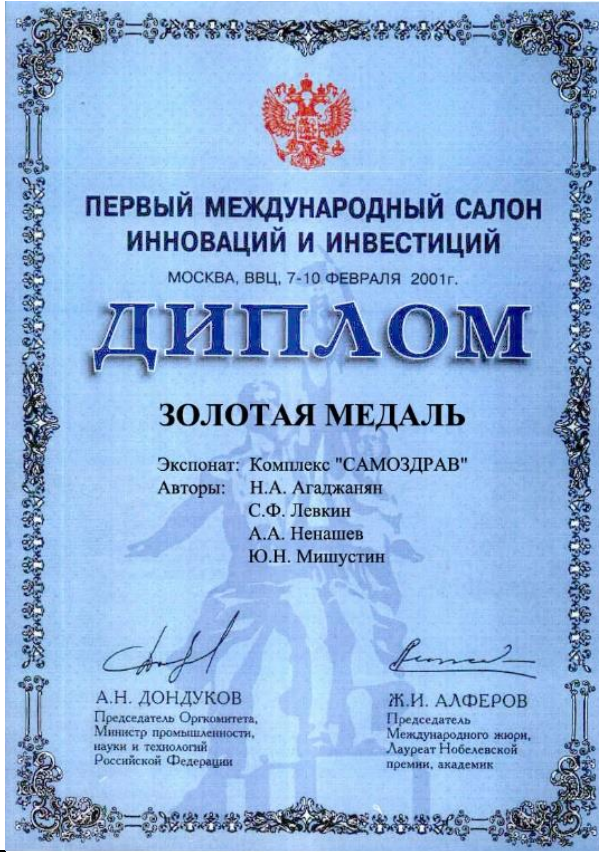 ПЕРВЫЙ МЕЖДУНАРОДНЫЙ САЛОН
ИННОВАЦИЙ И ИНВЕСТИЦИЙ
МОСКВА, ВВЦ, 7-10 ФЕВРАЛЯ 2001г.
ДИПЛОМ
ЗОЛОТАЯ МЕДАЛЬ
Экспонат: Комплекс "САМОЗДРАВ"
Авторы: Н.А. Агаджанян
С.Ф. Левкин
А.А. Ненашев
Ю.Н. Мишустин
А.Н. ДОНДУКОВ
Председатель Оргкомитета,
Министр промышленности,
науки и технологий
Российской Федерации
Ж.И. АЛФЕРОВ
Председатель
Международного жюри,
Лауреат Нобелевской
премии, академик